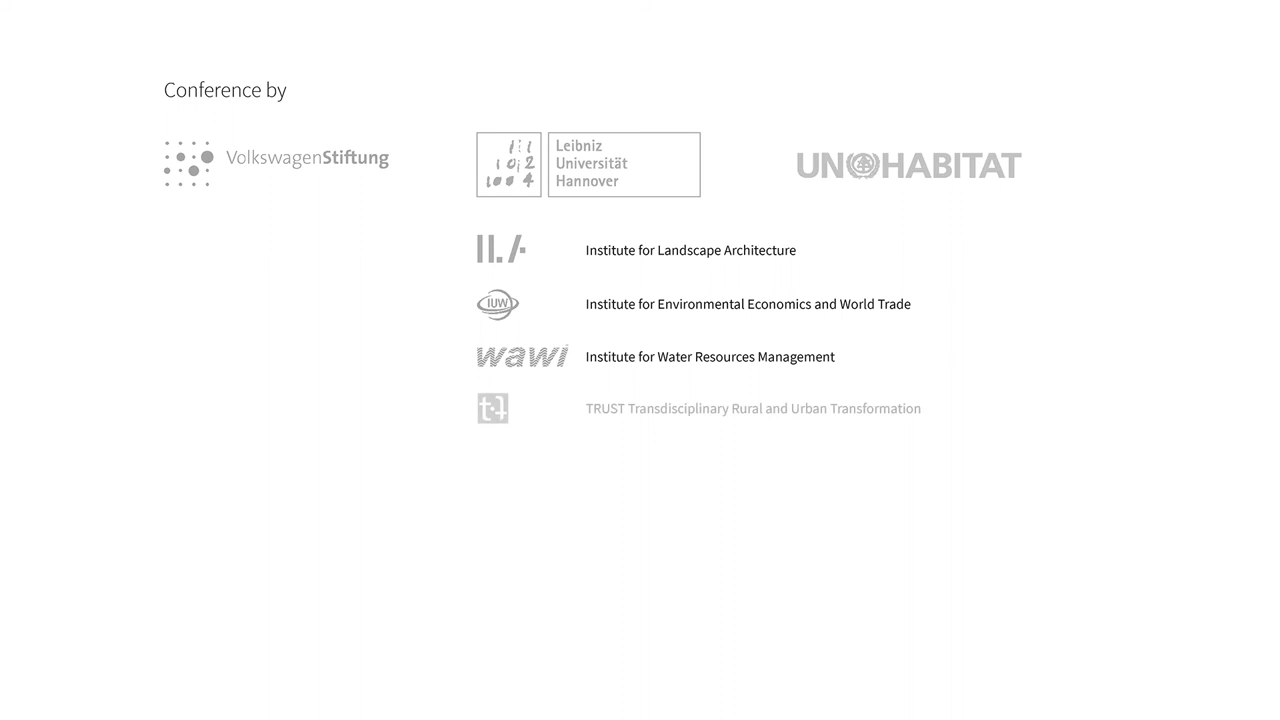 Conference by
VolkswagenStiftung
Leibniz
Universität
Hannover
UN HABITAT
Institute for Landscape Architecture
IUW
Institute for Environmental Economics and World Trade
wawi
Institute for Water Resources Management
TRUST Transdisciplinary Rural and Urban Transformation